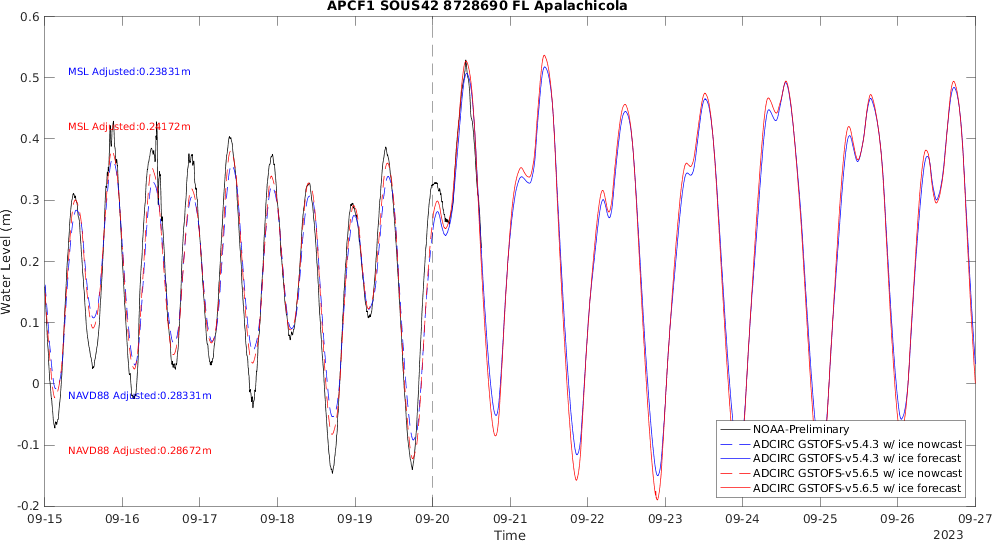 APCF1 SOUS42 8728690 FL Apalachicola
0.6
0.5
0.4
0.3
0.2
0.1
0
-0.1
-0.2
Water Level (m)
MSL Adjusted:0.23831m
MSL Adjusted:0.24172m
NAVD88 Adjusted:0.28331m
NAVD88 Adjusted:0.28672m
NOAA-Preliminary
ADCIRC GSTOFS-v5.4.3 w/ ice nowcast
ADCIRC GSTOFS-v5.4.3 w/ ice forecast
ADCIRC GSTOFS-v5.6.5 w/ ice nowcast
ADCIRC GSTOFS-v5.6.5 w/ ice forecast
09-15 09-16 09-17 09-18 09-19 09-20 09-21 09-22 09-23 09-24 09-25 09-26 09-27
Time
2023